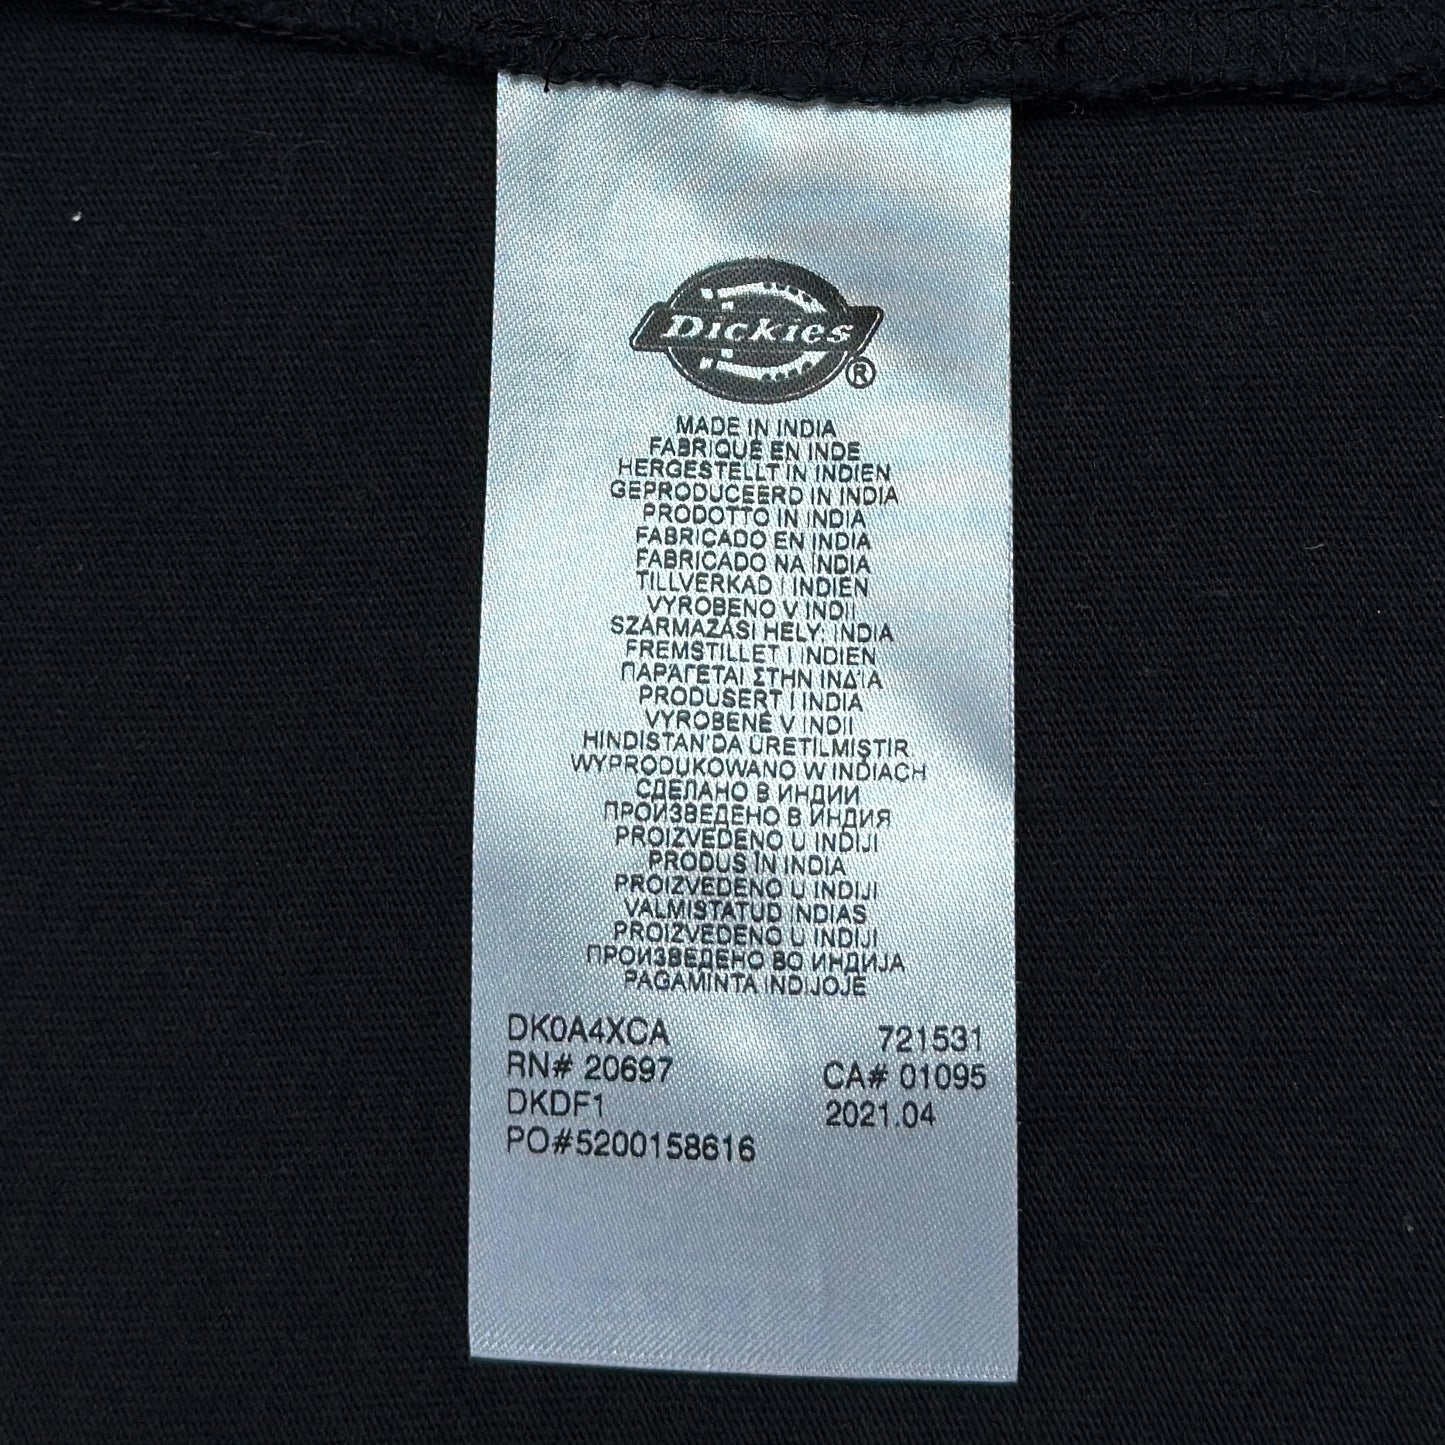 Dickies ®
MADE IN INDIA
FABRIQUÉ EN INDE
HERGESTELLT IN INDIEN
GEPRODUCEERD IN INDIA
PRODOTTO IN INDIA
FABRICADO EN INDIA
FABRICADO NA ÍNDIA
TILLVERKAD I INDIEN
VYROBENO V INDII
SZÁRMAZÁSI HELY: INDIA
FREMSTILLET I INDIEN
ΠΑΡΑΓΕΤΑΙ ΣΤΗΝ ΙΝΔΊΑ
PRODUSERT I INDIA
VYROBENÉ V INDII
HINDISTAN'DA ÜRETILMIŞTIR
WYPRODUKOWANO W INDIACH
СДЕЛАНО В ИНДИИ
ПРОИЗВЕДЕНО В ИНДИЯ
PROIZVEDENO U INDIJI
PRODUS ÎN INDIA
PROIZVEDENO U INDIJI
VALMISTATUD INDIAS
PROIZVEDENO U INDIJI
ПРОИЗВЕДЕНО ВО ИНДИЈА
PAGAMINTA INDIJOJE
DK0A4XCA 721531
RN# 20697 CA# 01095
DKDF1 2021.04
PO#5200158616